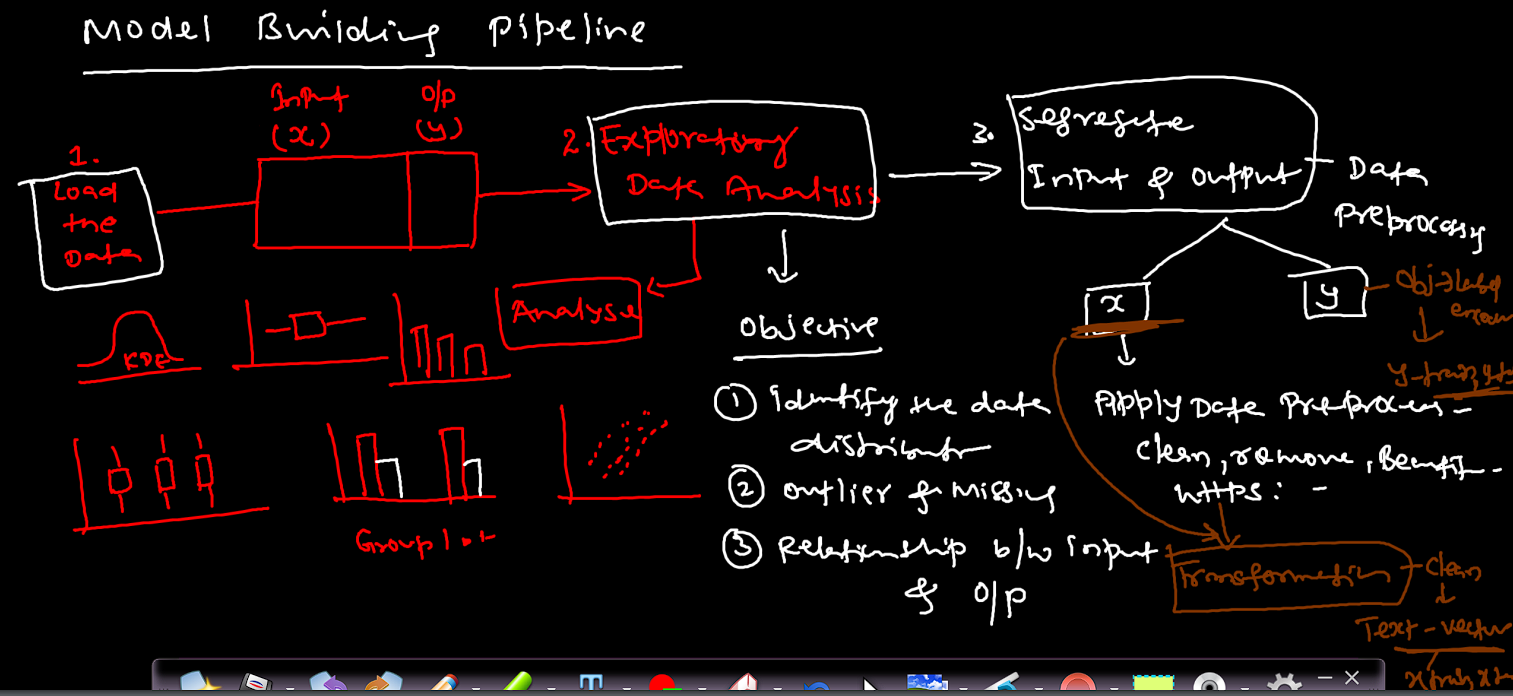 Model Building Pipeline
Input O/P
(x) (y)
1.
Load
the
Data
2. Exploratory
Data Analysis
3. Segregate
Input & Output
Data
Preprocessing
x
y
Analyse
KDE
Group
Objective
① Identify the data
distribution
② Outlier & Missing
③ Relationship b/w input
& O/P
Apply Data Preprocess -
clean, remove,
https: -
Transformation
clean
Text - vector